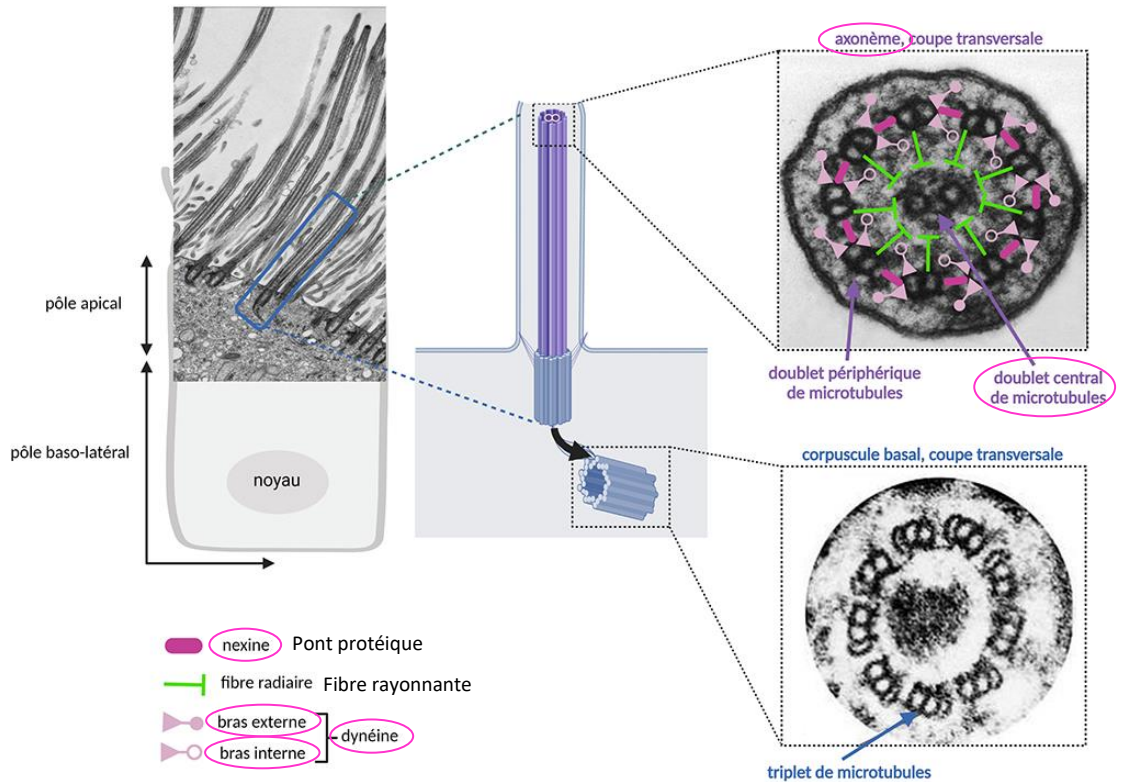 axonème, coupe transversale
pôle apical
pôle baso-latéral
noyau
doublet périphérique
de microtubules
doublet central
de microtubules
corpuscule basal, coupe transversale
triplet de microtubules
nexine Pont protéique
fibre radiaire Fibre rayonnante
bras externe
dynéine
bras interne